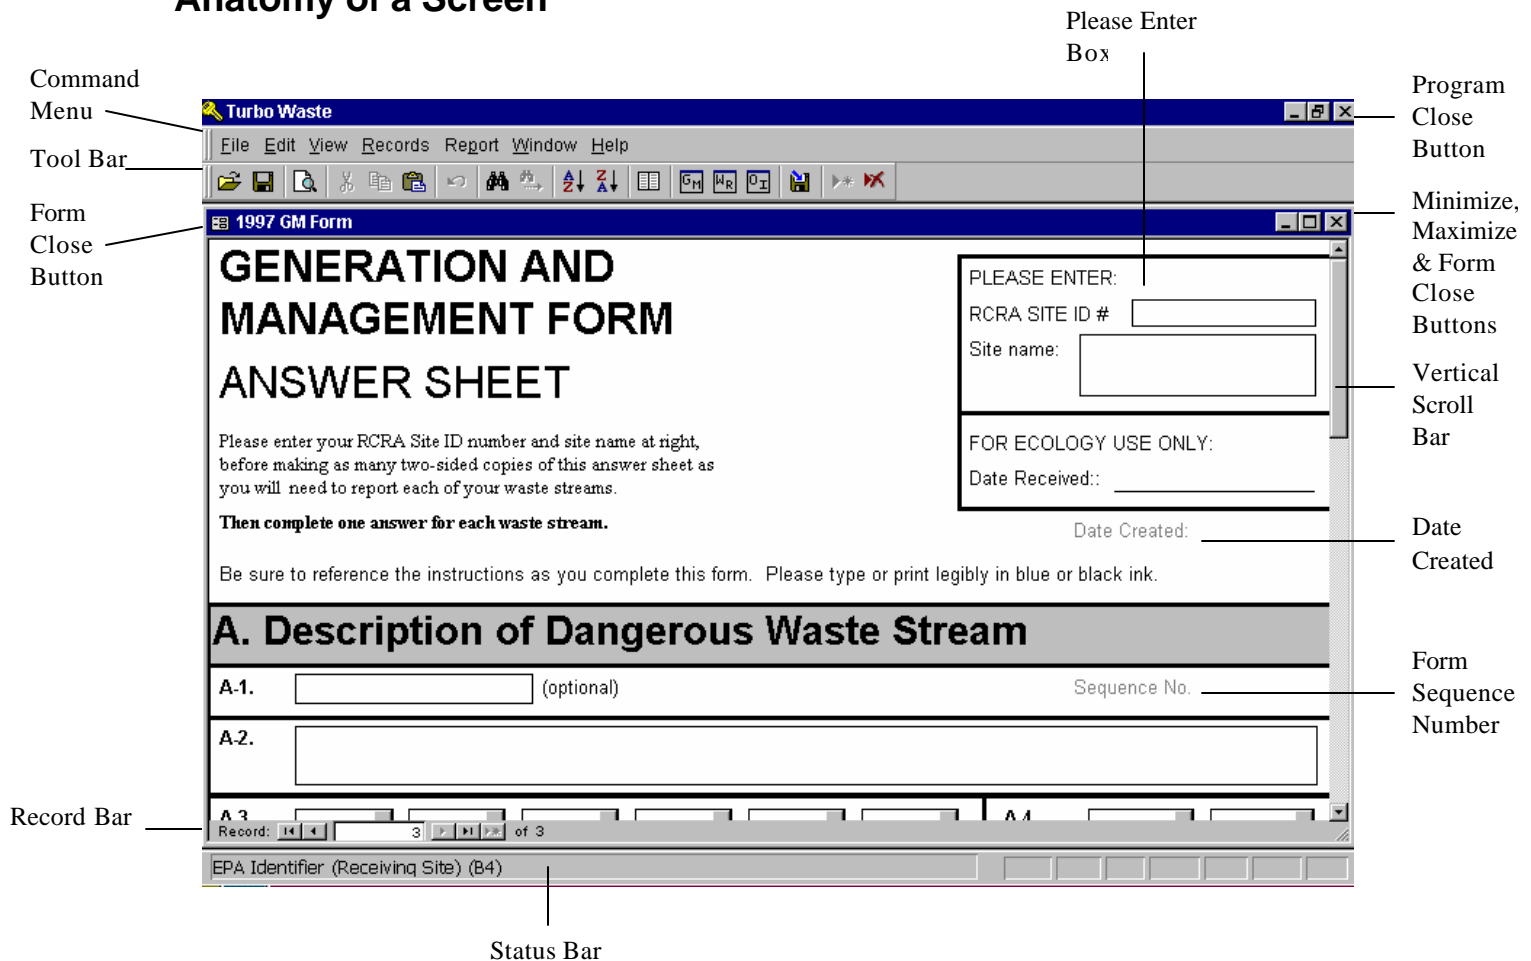 Anatomy of a Screen
Please Enter
Box
Command
Menu
Tool Bar
Form
Close
Button
Record Bar
Turbo Waste
File Edit View Records Report Window Help
GM WR OI
1997 GM Form
GENERATION AND
MANAGEMENT FORM
ANSWER SHEET
Please enter your RCRA Site ID number and site name at right,
before making as many two-sided copies of this answer sheet as
you will need to report each of your waste streams.
Then complete one answer for each waste stream.
PLEASE ENTER:
RCRA SITE ID #
Site name:
FOR ECOLOGY USE ONLY:
Date Received::
Date Created:
Be sure to reference the instructions as you complete this form. Please type or print legibly in blue or black ink.
A. Description of Dangerous Waste Stream
A-1. (optional) Sequence No.
A-2.
A-3 A-4
Record: 3 of 3
EPA Identifier (Receiving Site) (B4)
Program
Close
Button
Minimize,
Maximize
& Form
Close
Buttons
Vertical
Scroll
Bar
Date
Created
Form
Sequence
Number
Status Bar